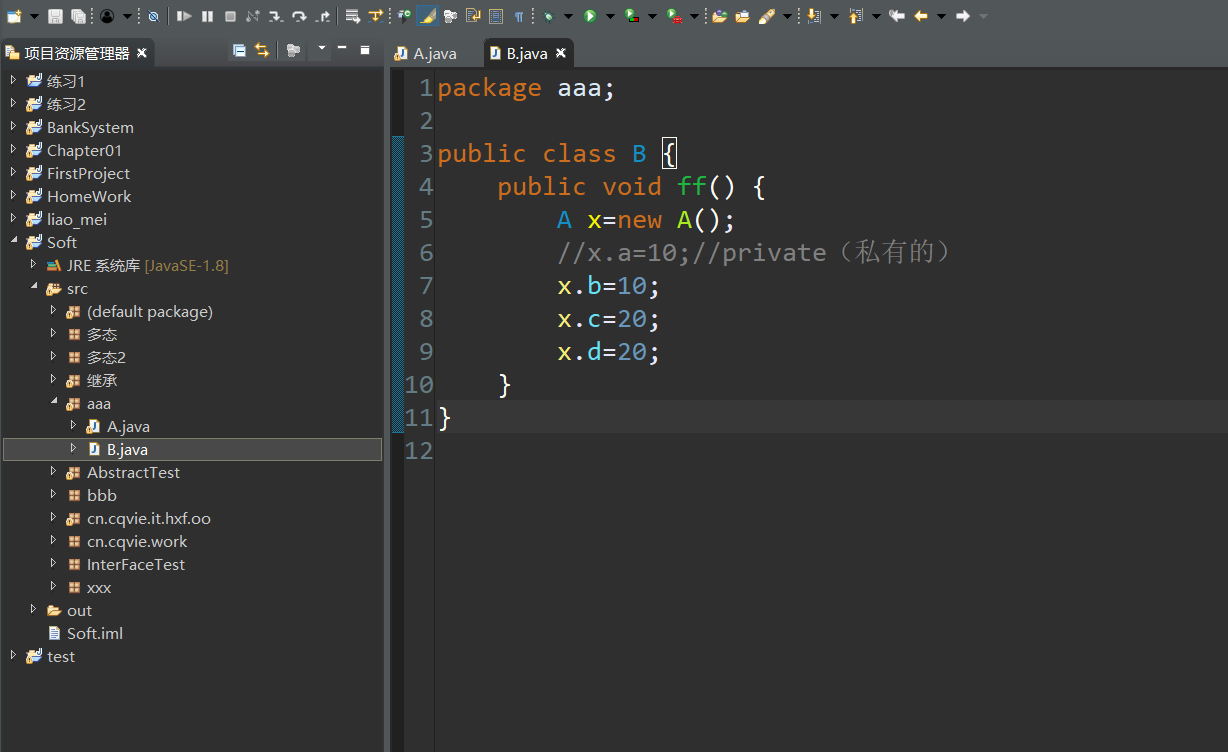 项目资源管理器
练习1
练习2
BankSystem
Chapter01
FirstProject
HomeWork
liao_mei
Soft
JRE 系统库 [JavaSE-1.8]
src
(default package)
多态
多态2
继承
aaa
A.java
B.java
AbstractTest
bbb
cn.cqvie.it.hxf.oo
cn.cqvie.work
InterFaceTest
xxx
out
Soft.iml
test
A.java
B.java
1 package aaa;
2
3 public class B {
4 public void ff() {
5 A x=new A();
6 //x.a=10;//private（私有的）
7 x.b=10;
8 x.c=20;
9 x.d=20;
10 }
11 }
12